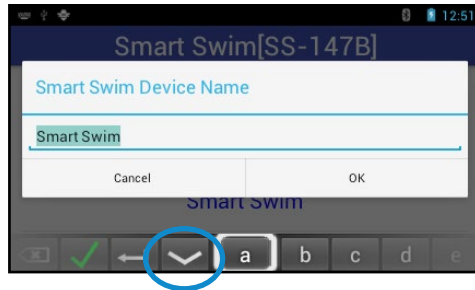 12:51
Smart Swim[SS-147B]
Smart Swim Device Name
Smart Swim
Cancel OK
Smart Swim
a b c d e